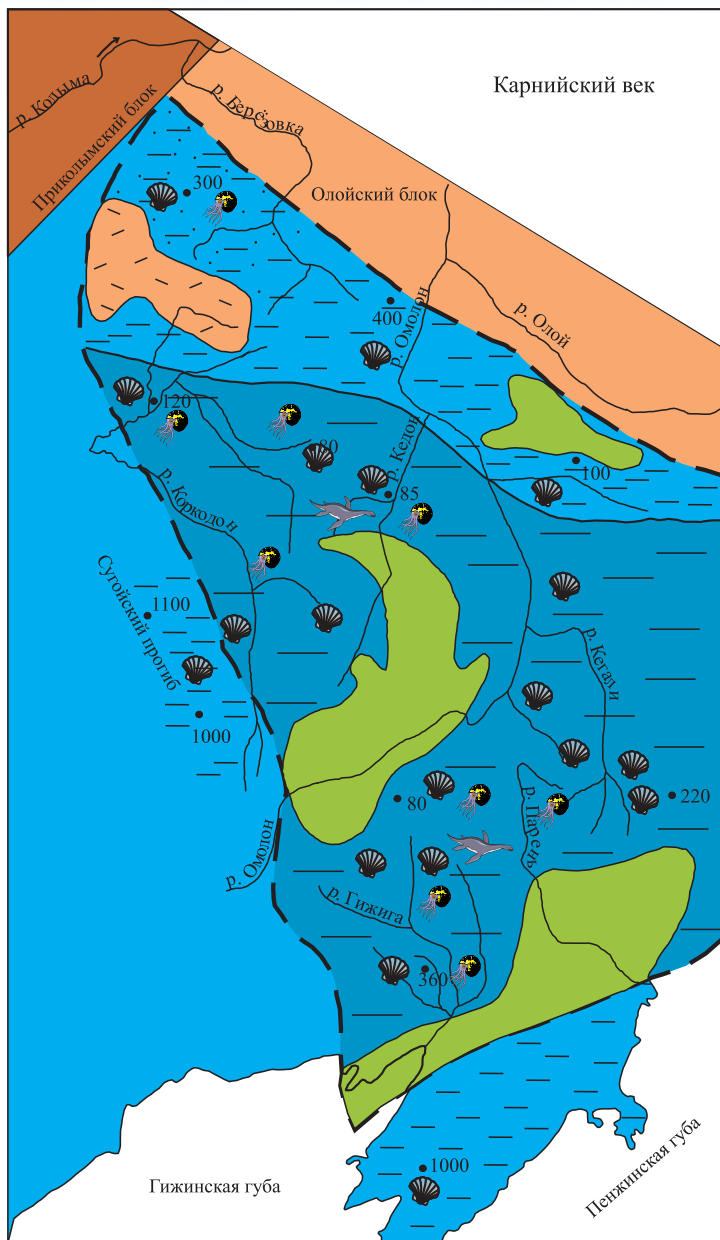 Карнийский век
р. Колыма
Приколымский блок
р. Берёзовка
300
Олойский блок
400
р. Омолон
р. Олой
120
80
р. Кедон
85
100
р. Коркодон
Сугойский прогиб
1100
1000
р. Кегали
80
220
р. Парень
р. Омолон
р. Гижига
360
1000
Гижинская губа
Пенжинская губа